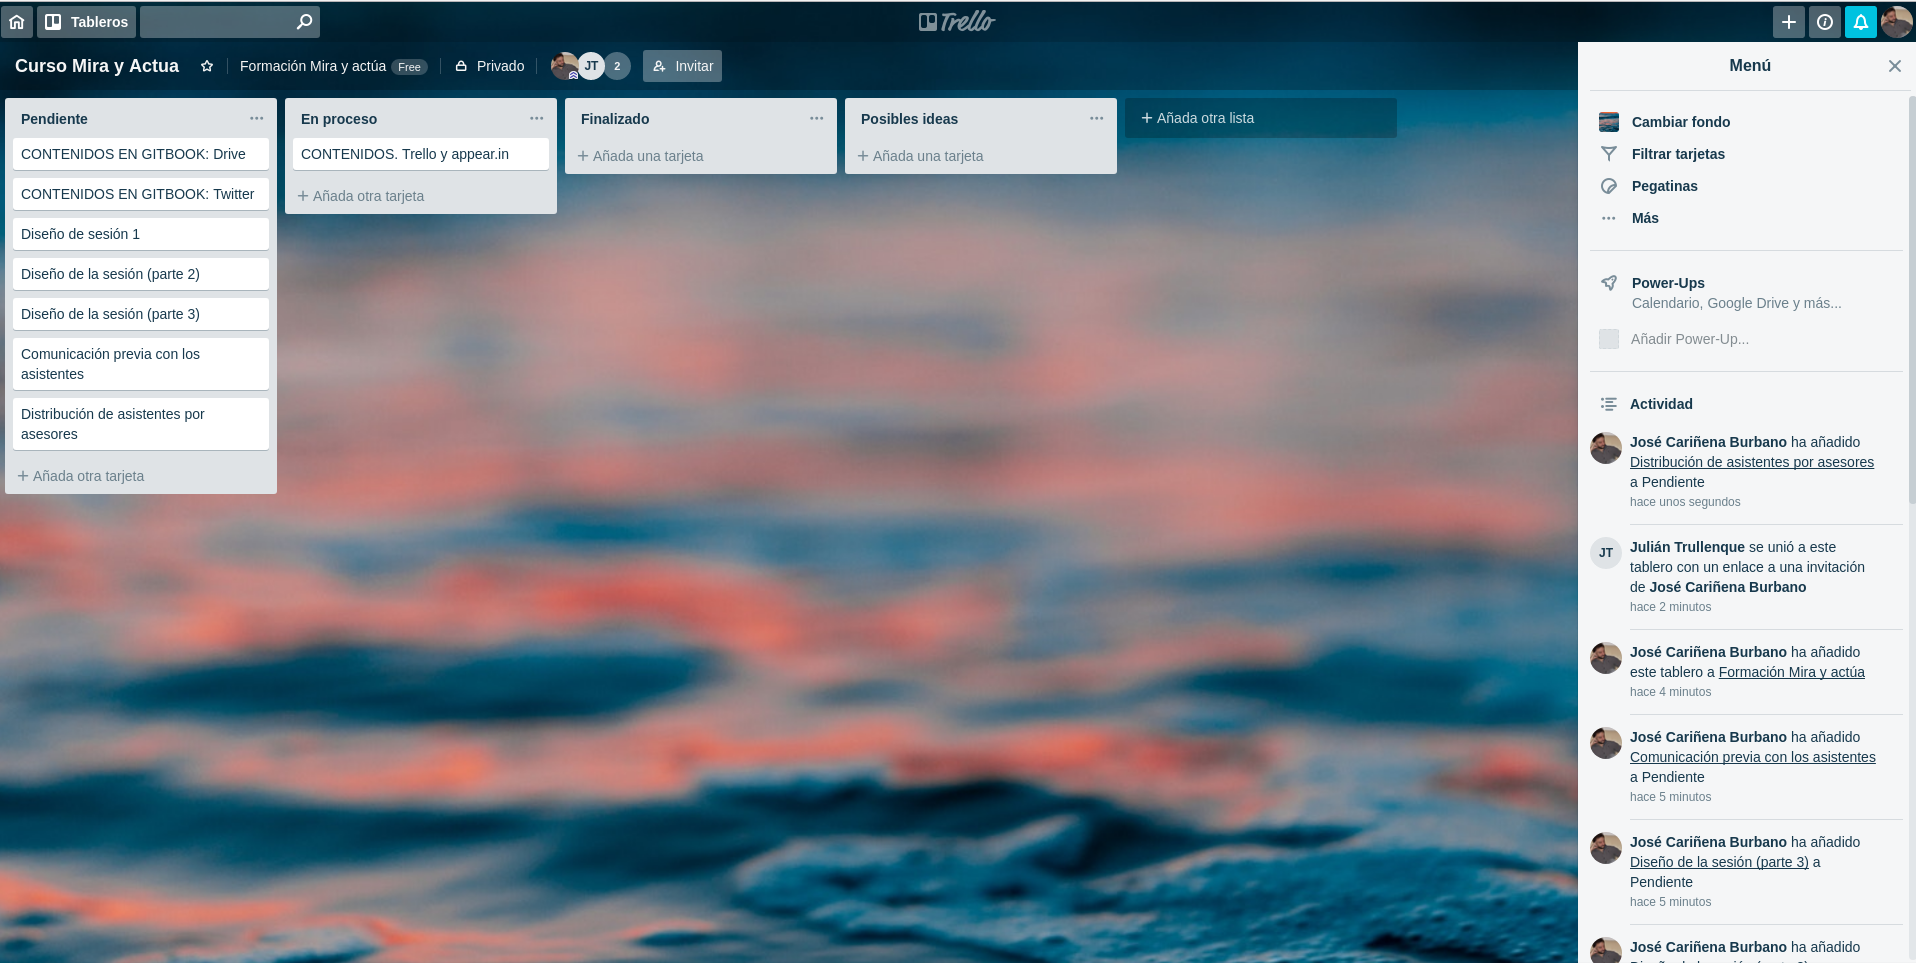 Tableros
Trello
Curso Mira y Actua
Formación Mira y actúa Free
Privado
JT
2
Invitar
Pendiente
CONTENIDOS EN GITBOOK: Drive
CONTENIDOS EN GITBOOK: Twitter
Diseño de sesión 1
Diseño de la sesión (parte 2)
Diseño de la sesión (parte 3)
Comunicación previa con los
asistentes
Distribución de asistentes por
asesores
+ Añada otra tarjeta
En proceso
CONTENIDOS. Trello y appear.in
+ Añada otra tarjeta
Finalizado
+ Añada una tarjeta
Posibles ideas
+ Añada una tarjeta
+ Añada otra lista
Menú
Cambiar fondo
Filtrar tarjetas
Pegatinas
Más
Power-Ups
Calendario, Google Drive y más...
Añadir Power-Up...
Actividad
José Cariñena Burbano ha añadido
Distribución de asistentes por asesores
a Pendiente
hace unos segundos
JT
Julián Trullenque se unió a este
tablero con un enlace a una invitación
de José Cariñena Burbano
hace 2 minutos
José Cariñena Burbano ha añadido
este tablero a Formación Mira y actúa
hace 4 minutos
José Cariñena Burbano ha añadido
Comunicación previa con los asistentes
a Pendiente
hace 5 minutos
José Cariñena Burbano ha añadido
Diseño de la sesión (parte 3) a
Pendiente
hace 5 minutos
José Cariñena Burbano ha añadido